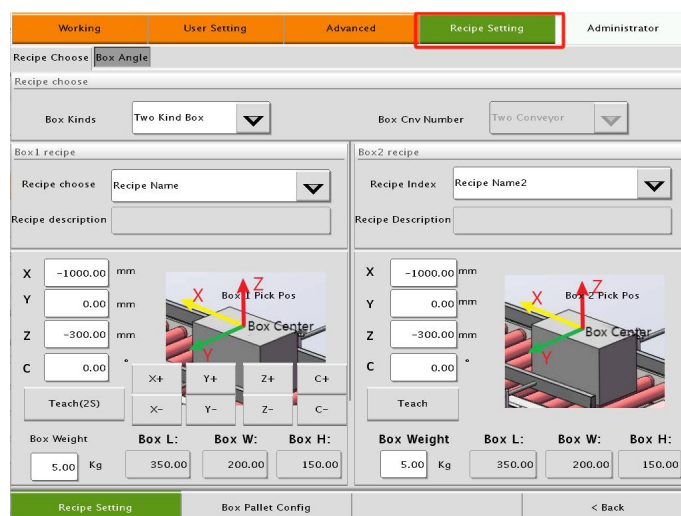 Working User Setting Advanced Recipe Setting Administrator
Recipe Choose Box Angle
Recipe choose
Box Kinds Two Kind Box Box Cnv Number Two Conveyor
Box1 recipe Box2 recipe
Recipe choose Recipe Name Recipe Index Recipe Name2
Recipe description Recipe Description
X -1000.00 mm X -1000.00 mm
Z Z
X Box 1 Pick Pos X Box 2 Pick Pos
Y 0.00 mm Y 0.00 mm
Z -300.00 mm Box Center Z -300.00 mm Box Center
Y Y
C 0.00 ° C 0.00 °
X+ Y+ Z+ C+
Teach(2S) X- Y- Z- C- Teach
Box Weight Box L: Box W: Box H: Box Weight Box L: Box W: Box H:
5.00 Kg 350.00 200.00 150.00 5.00 Kg 350.00 200.00 150.00
Recipe Setting Box Pallet Config < Back